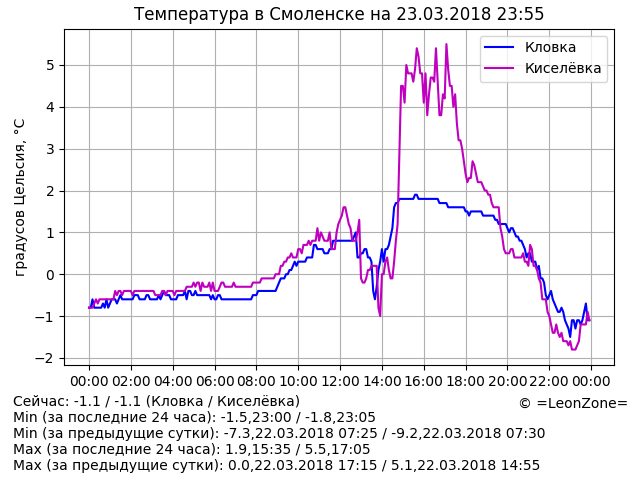 Температура в Смоленске на 23.03.2018 23:55
Кловка
Киселёвка
градусов Цельсия, °C
5
4
3
2
1
0
−1
−2
00:00 02:00 04:00 06:00 08:00 10:00 12:00 14:00 16:00 18:00 20:00 22:00 00:00
Сейчас: -1.1 / -1.1 (Кловка / Киселёвка)
© =LeonZone=
Min (за последние 24 часа): -1.5,23:00 / -1.8,23:05
Min (за предыдущие сутки): -7.3,22.03.2018 07:25 / -9.2,22.03.2018 07:30
Max (за последние 24 часа): 1.9,15:35 / 5.5,17:05
Max (за предыдущие сутки): 0.0,22.03.2018 17:15 / 5.1,22.03.2018 14:55